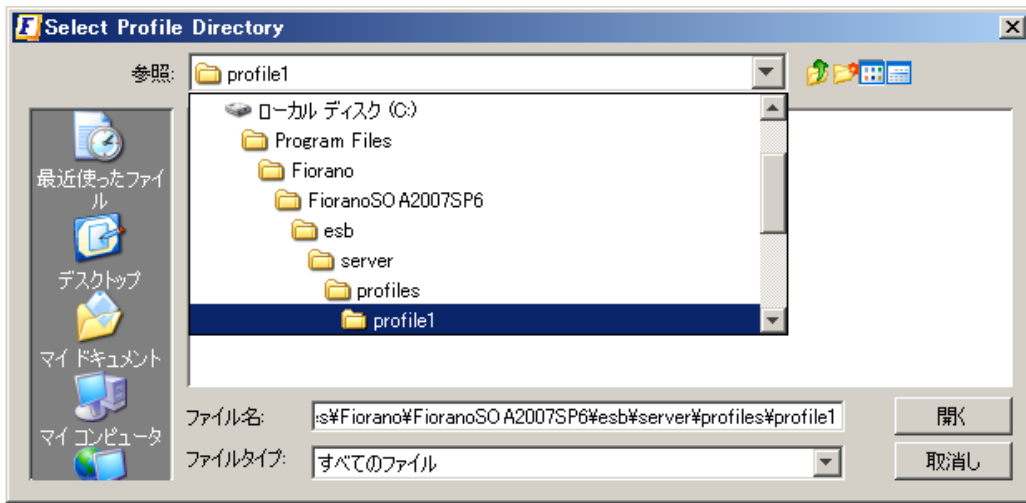 Select Profile Directory
参照:
profile1
ローカル ディスク (C:)
Program Files
Fiorano
FioranoSO A2007SP6
esb
server
profiles
profile1
最近使ったファイ
ル
デスクトップ
マイ ドキュメント
マイ コンピュータ
ファイル名:
s¥Fiorano¥FioranoSO A2007SP6¥esb¥server¥profiles¥profile1
開く
ファイルタイプ:
すべてのファイル
取消し